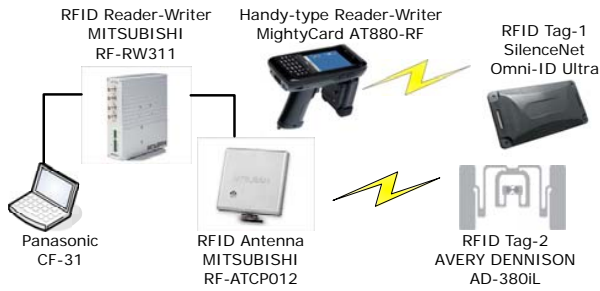 RFID Reader-Writer
MITSUBISHI
RF-RW311
Handy-type Reader-Writer
MightyCard AT880-RF
RFID Tag-1
SilenceNet
Omni-ID Ultra
Panasonic
CF-31
RFID Antenna
MITSUBISHI
RF-ATCP012
RFID Tag-2
AVERY DENNISON
AD-380iL